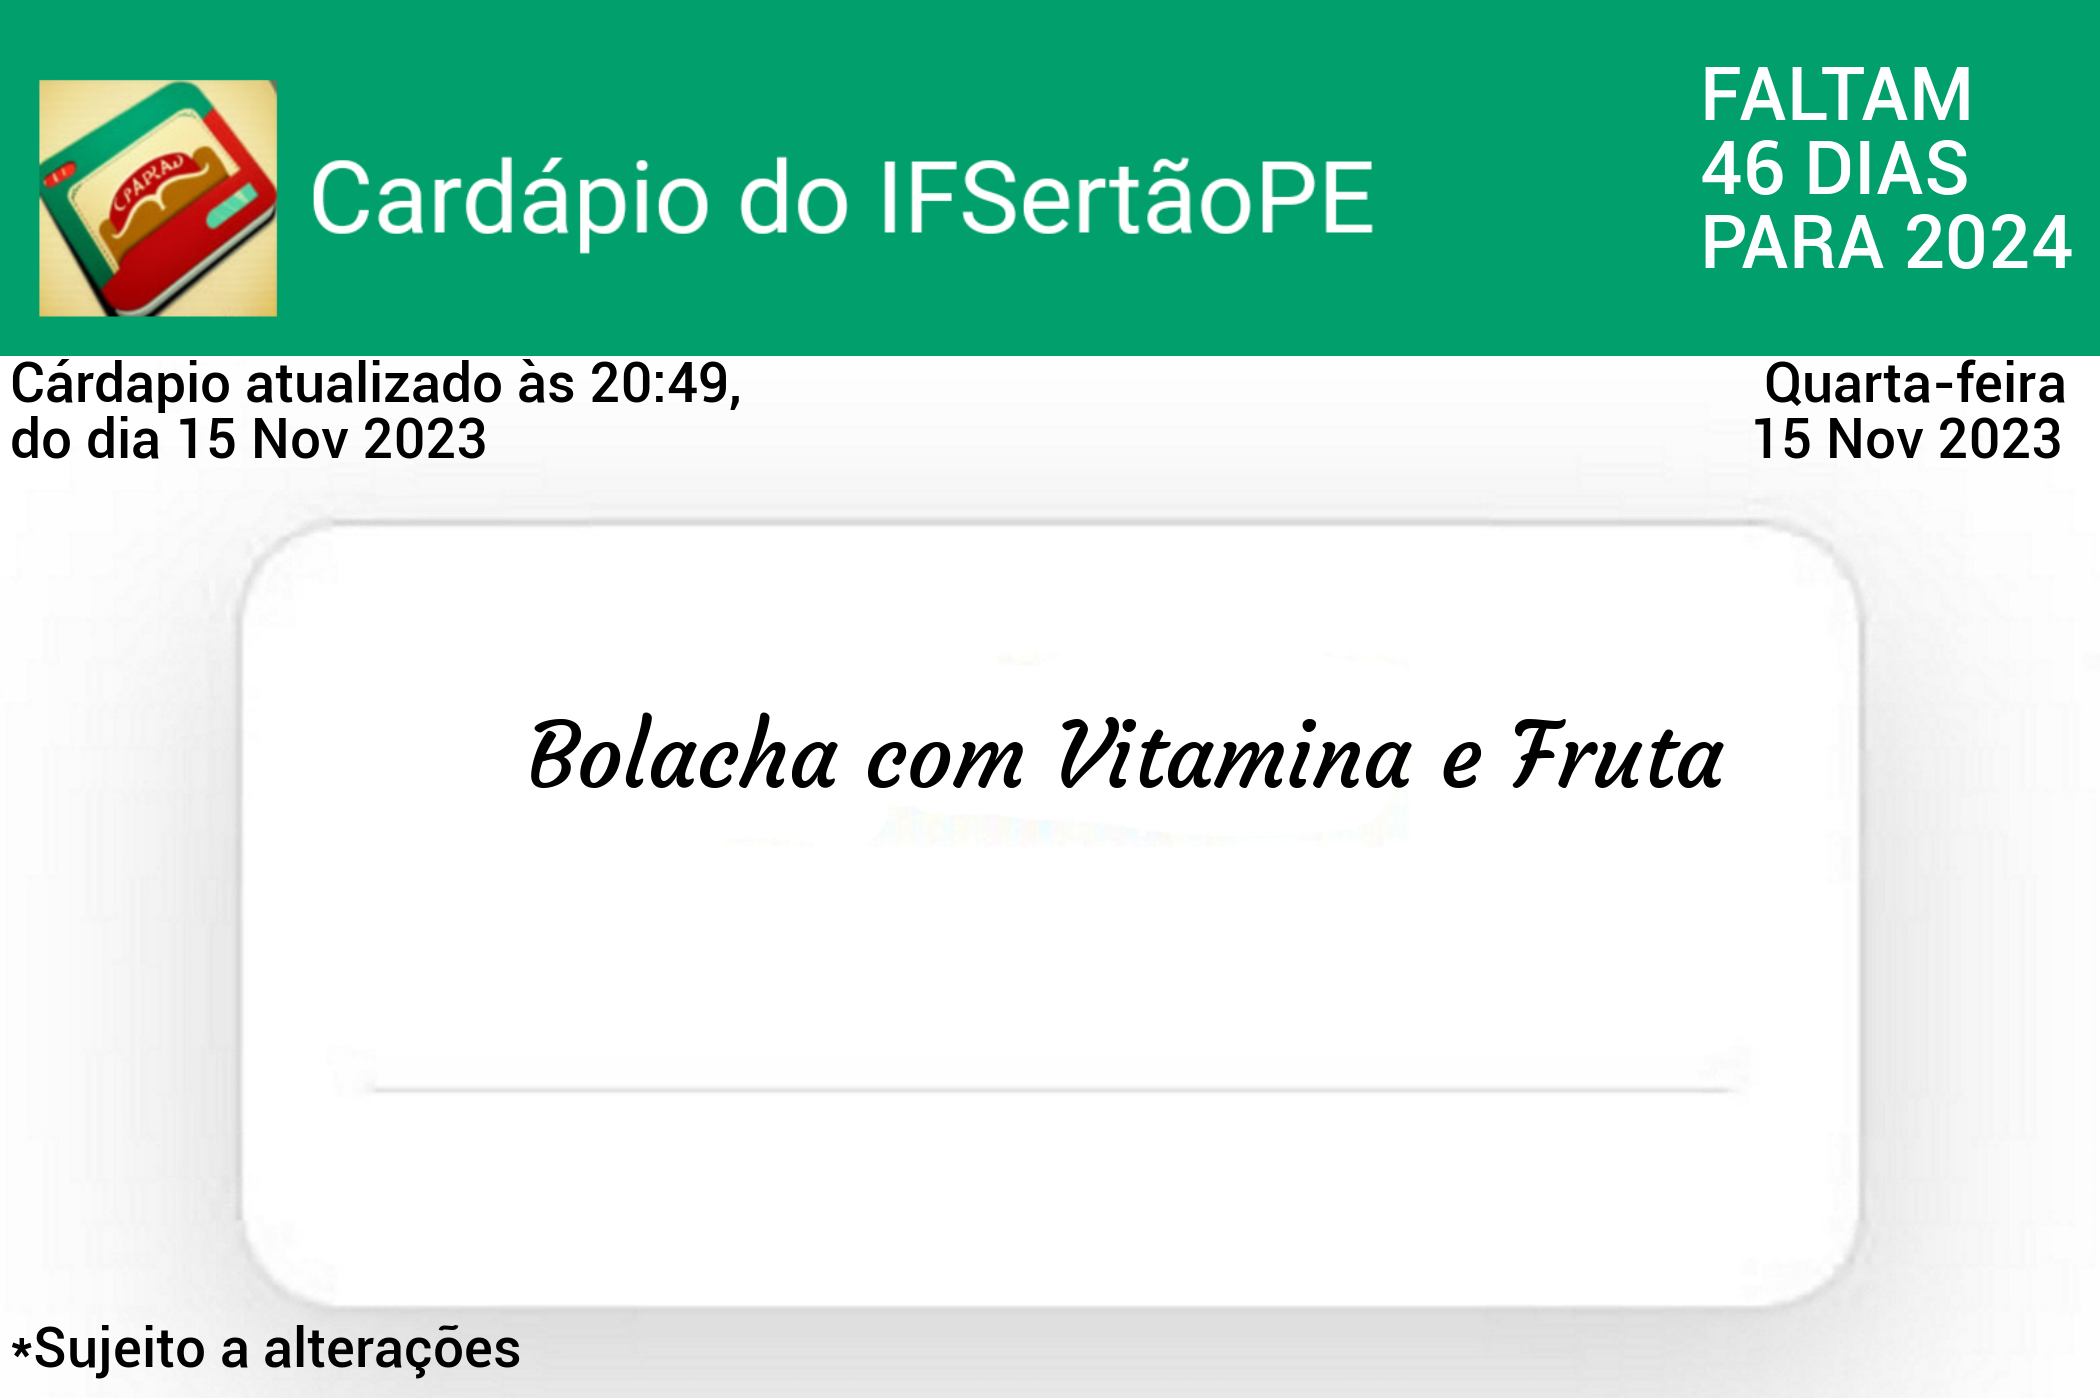 Cardápio do IFSertãoPE
FALTAM
46 DIAS
PARA 2024
Cárdapio atualizado às 20:49,
do dia 15 Nov 2023
Quarta-feira
15 Nov 2023
Bolacha com Vitamina e Fruta
*Sujeito a alterações